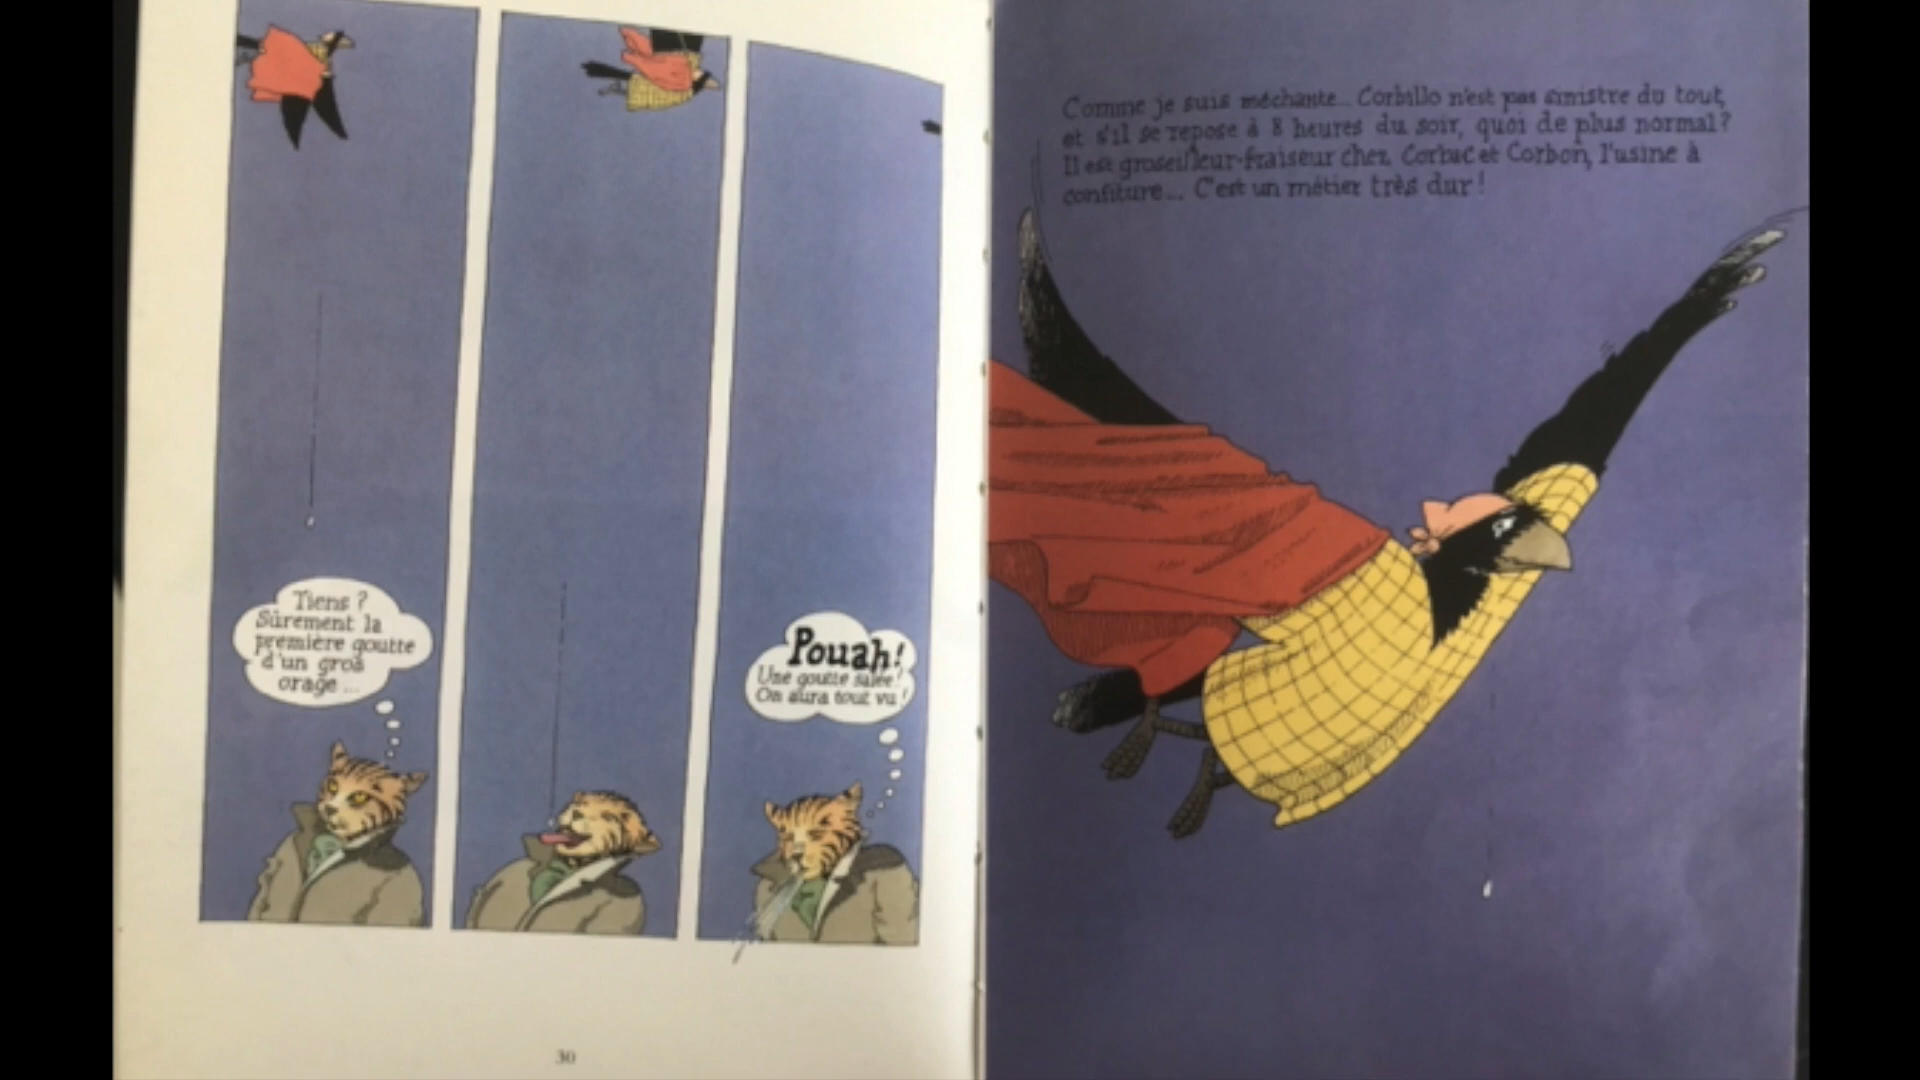 Tiens ?
Sûrement la
première goutte
d'un gros
orage ...
Pouah!
Une goutte salée!
On aura tout vu !
30
Comme je suis méchante... Corbillo n'est pas sinistre du tout,
et s'il se repose à 8 heures du soir, quoi de plus normal?
Il est groseilleur-fraiseur chez Corbac et Corbon, l'usine à
confiture... C'est un métier très dur !